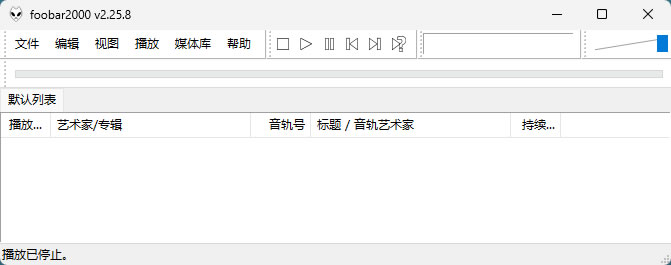 foobar2000 v2.25.8
文件 编辑 视图 播放 媒体库 帮助
默认列表
播放... 艺术家/专辑 音轨号 标题 / 音轨艺术家 持续...
播放已停止。